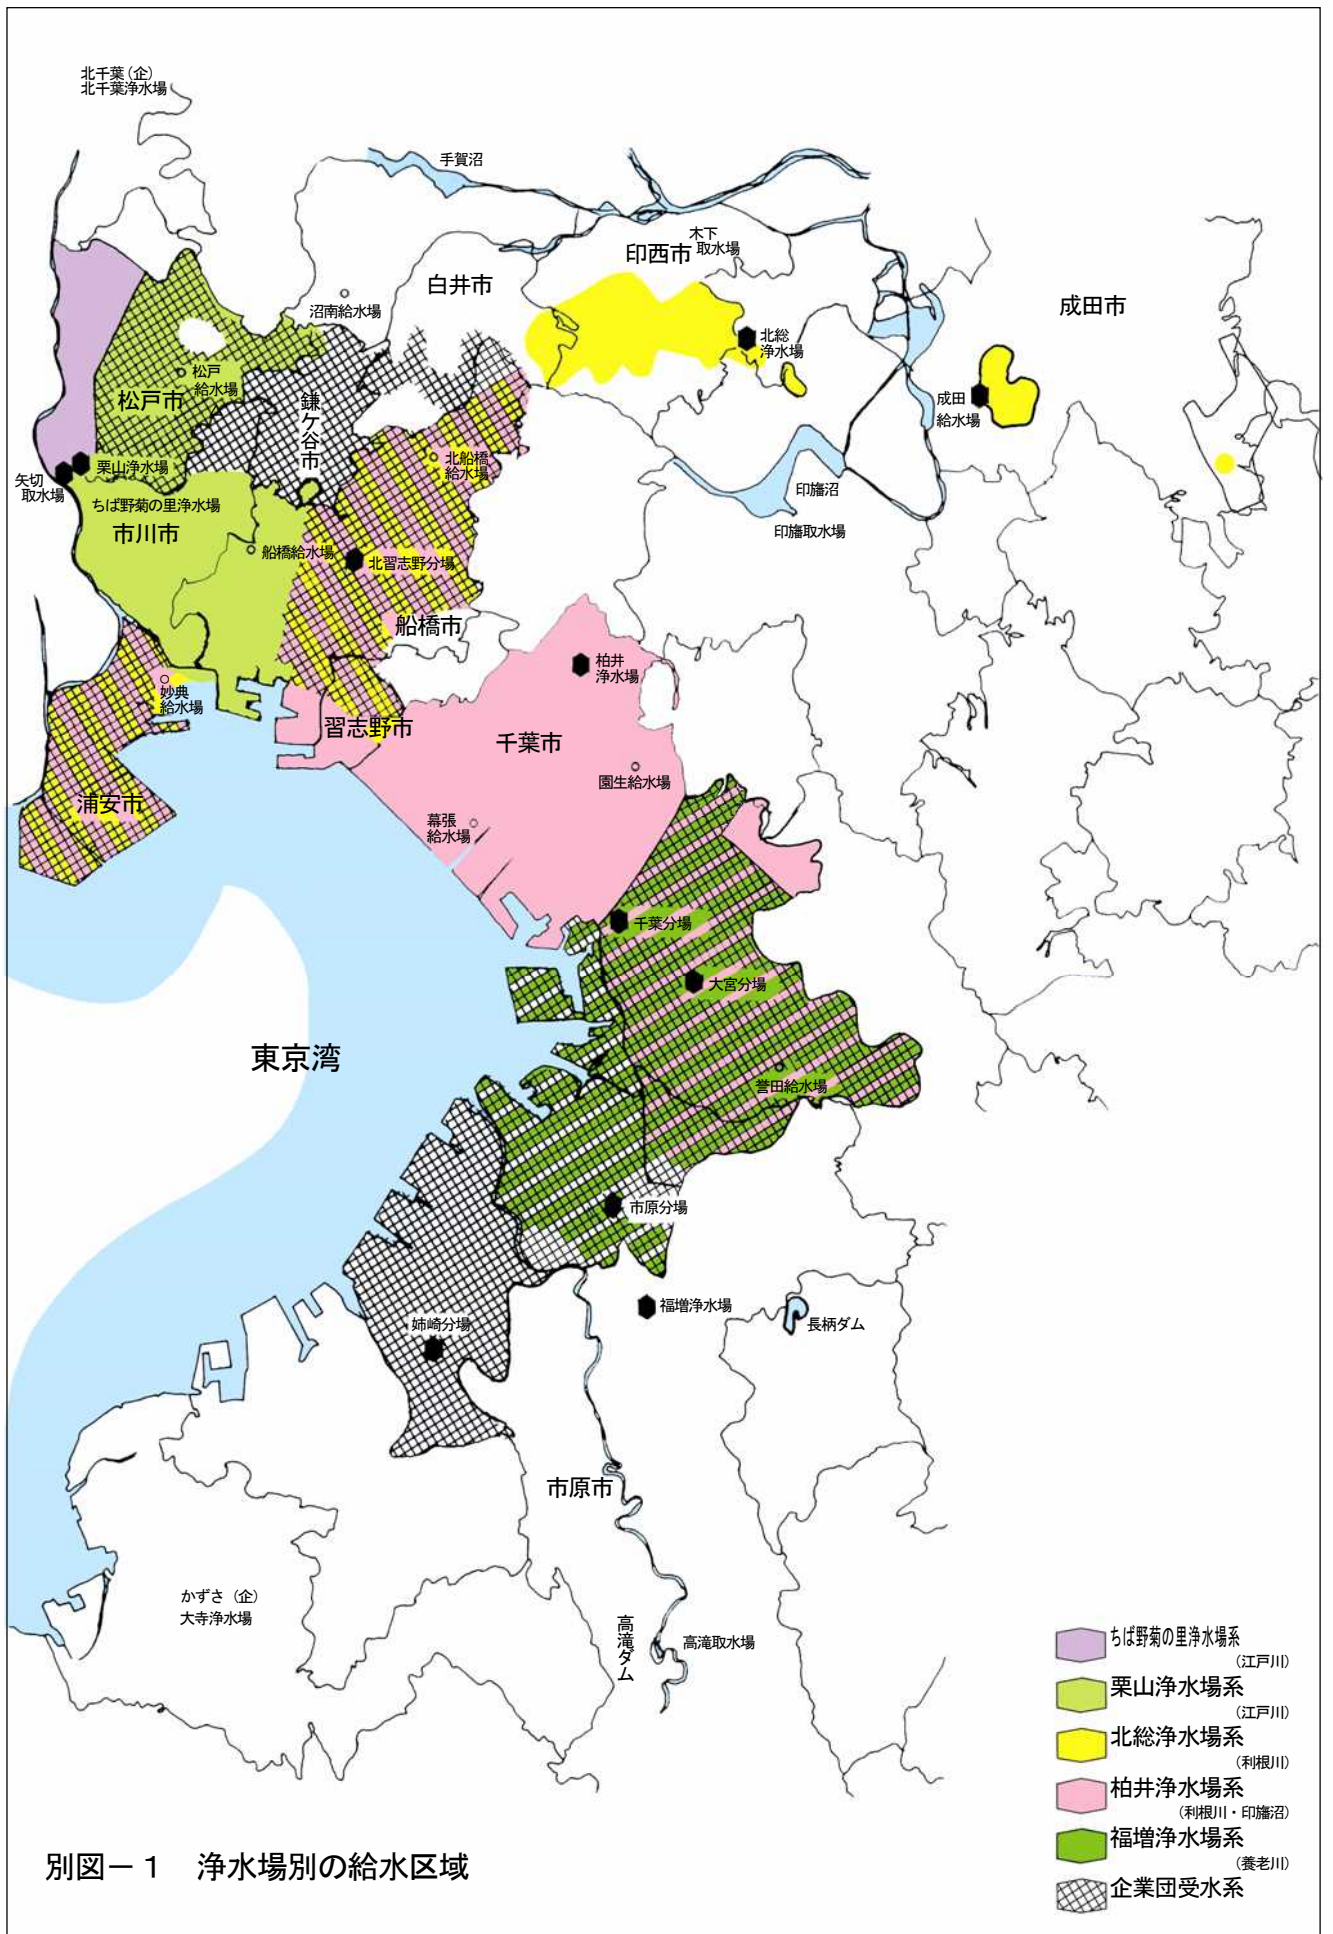 北千葉(企)
北千葉浄水場
手賀沼
木下
取水場
印西市
白井市
成田市
沼南給水場
北総
浄水場
松戸
給水場
松戸市
鎌ケ谷市
成田
給水場
北船橋
給水場
栗山浄水場
矢切
取水場
ちば野菊の里浄水場
市川市
印旛沼
印旛取水場
船橋給水場
北習志野分場
船橋市
柏井
浄水場
妙典
給水場
習志野市
千葉市
園生給水場
浦安市
幕張
給水場
千葉分場
大宮分場
東京湾
誉田給水場
市原分場
福増浄水場
姉崎分場
長柄ダム
市原市
かずさ(企)
大寺浄水場
高滝ダム
高滝取水場
ちば野菊の里浄水場系
(江戸川)
栗山浄水場系
(江戸川)
北総浄水場系
(利根川)
柏井浄水場系
(利根川・印旛沼)
福増浄水場系
(養老川)
企業団受水系
別図-1 浄水場別の給水区域